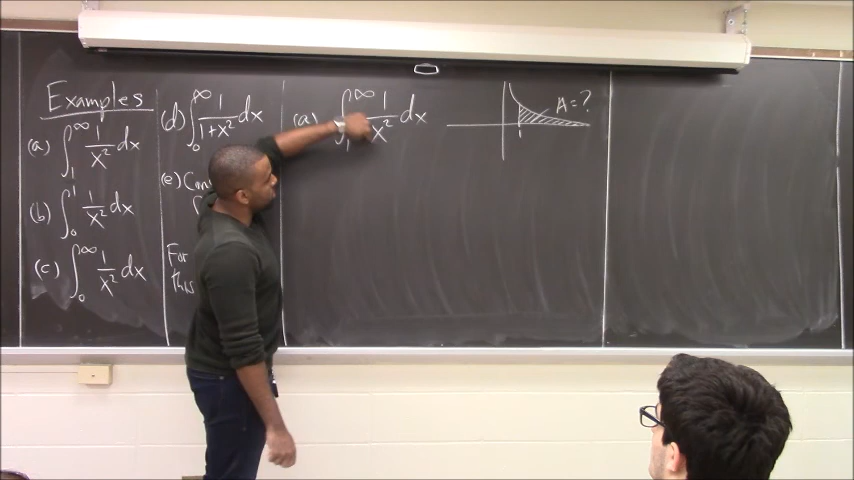 Examples
(a) ∫₁^∞ 1/x² dx
(b) ∫₀¹ 1/x² dx
(c) ∫₀^∞ 1/x² dx
(d) ∫₀^∞ 1/(1+x²) dx
(e)
For
this
(a) ∫₁^∞ 1/x² dx
A=?
1